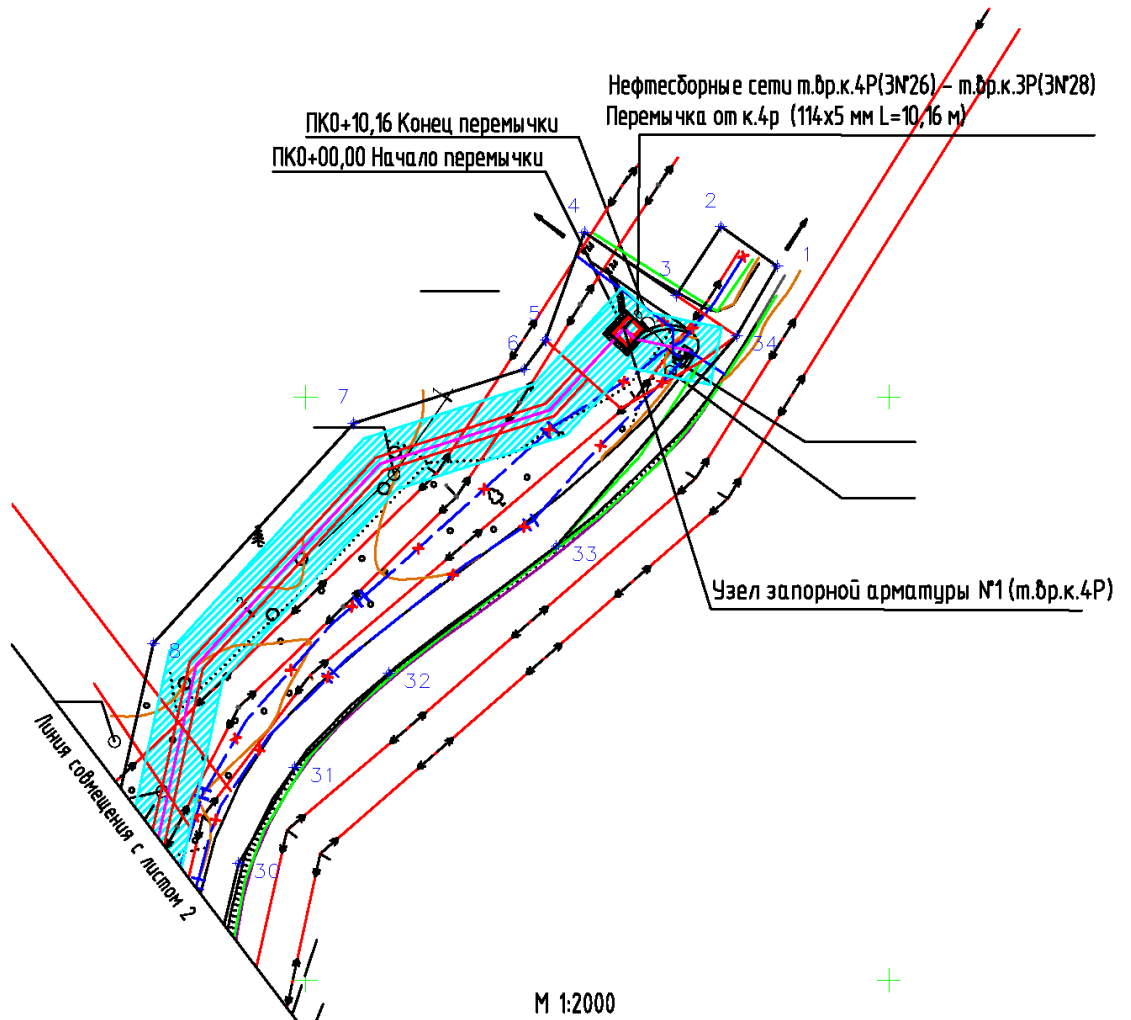 Нефтесборные сети т.вр.к.4Р(ЗN°26) – т.вр.к.3Р(ЗN°28)
Перемычка от к.4р (114х5 мм L=10,16 м)
ПК0+10,16 Конец перемычки
ПК0+00,00 Начало перемычки
4
2
1
3
5
34
6
7
33
Узел запорной арматуры N°1 (т.вр.к.4Р)
8
32
31
30
Линия совмещения с листом 2
М 1:2000